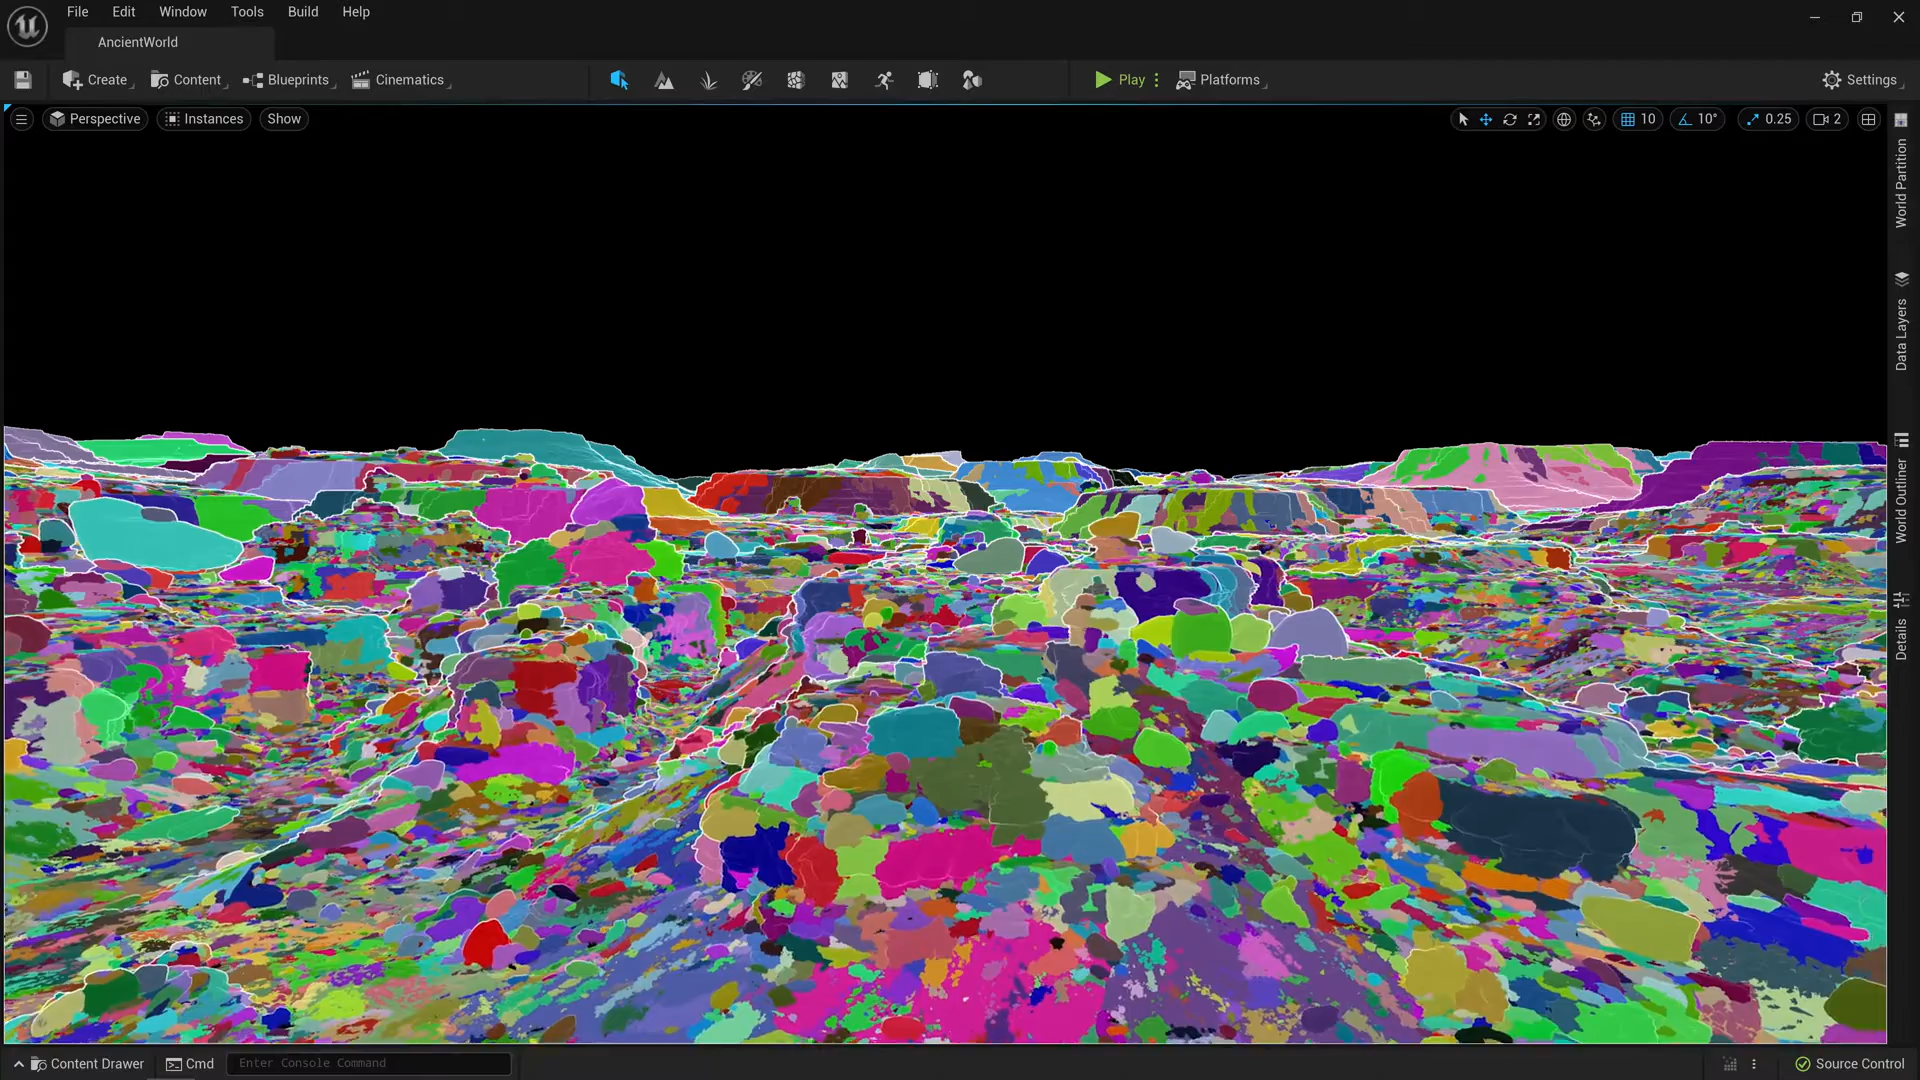 File Edit Window Tools Build Help
AncientWorld
Create Content Blueprints Cinematics Play Platforms Settings
Perspective Instances Show 10 10° 0.25 2
World Partition
Data Layers
World Outliner
Details
Content Drawer Cmd Enter Console Command Source Control